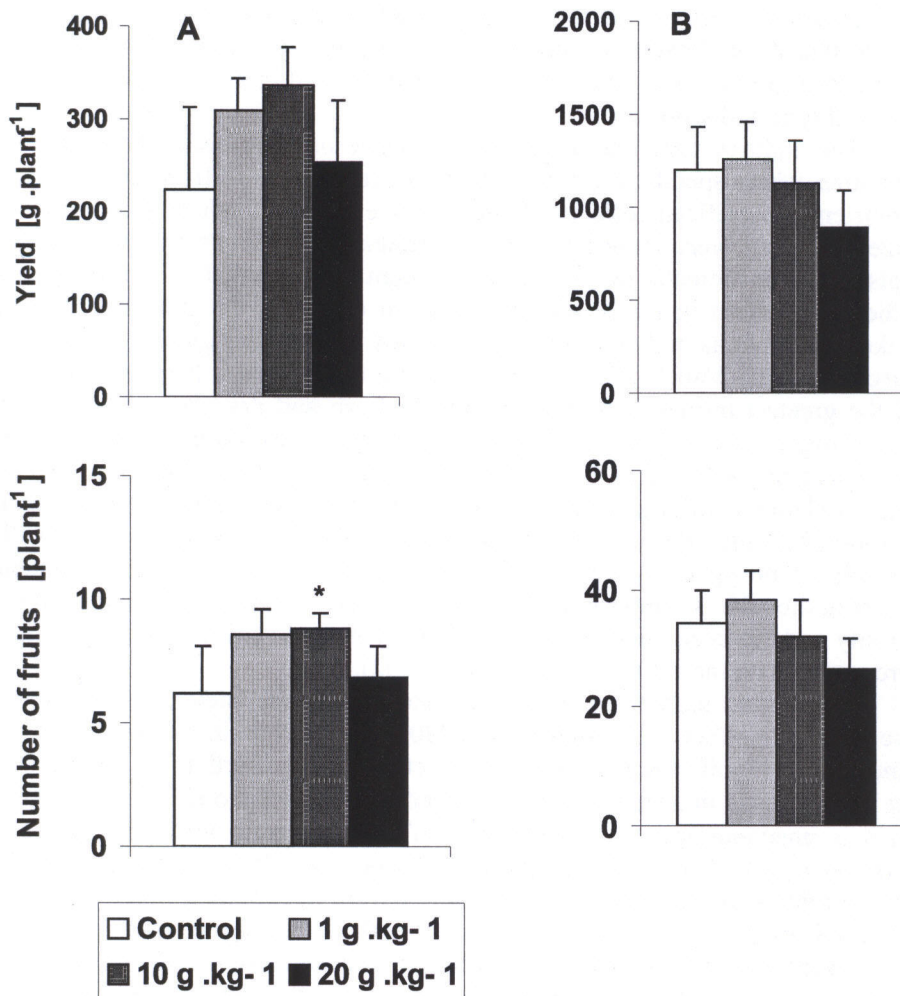 A
B
Yield [g .plant⁻¹]
400
300
200
100
0
2000
1500
1000
500
0
Number of fruits [plant⁻¹]
15
10
5
0
*
60
40
20
0
Control
1 g .kg- 1
10 g .kg- 1
20 g .kg- 1